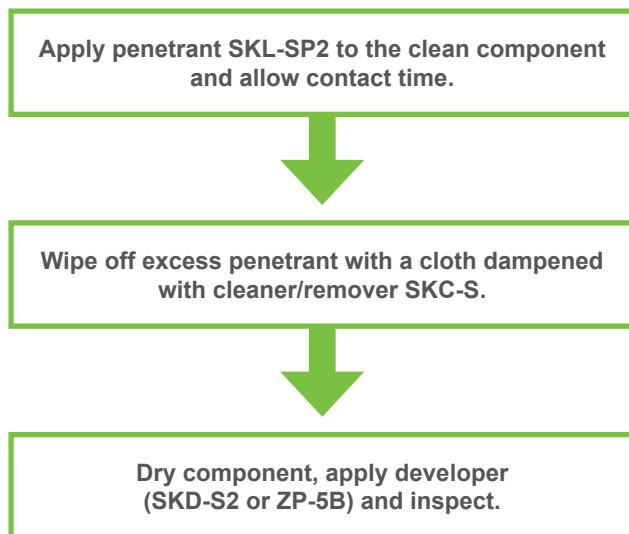 Apply penetrant SKL-SP2 to the clean component
and allow contact time.
Wipe off excess penetrant with a cloth dampened
with cleaner/remover SKC-S.
Dry component, apply developer
(SKD-S2 or ZP-5B) and inspect.